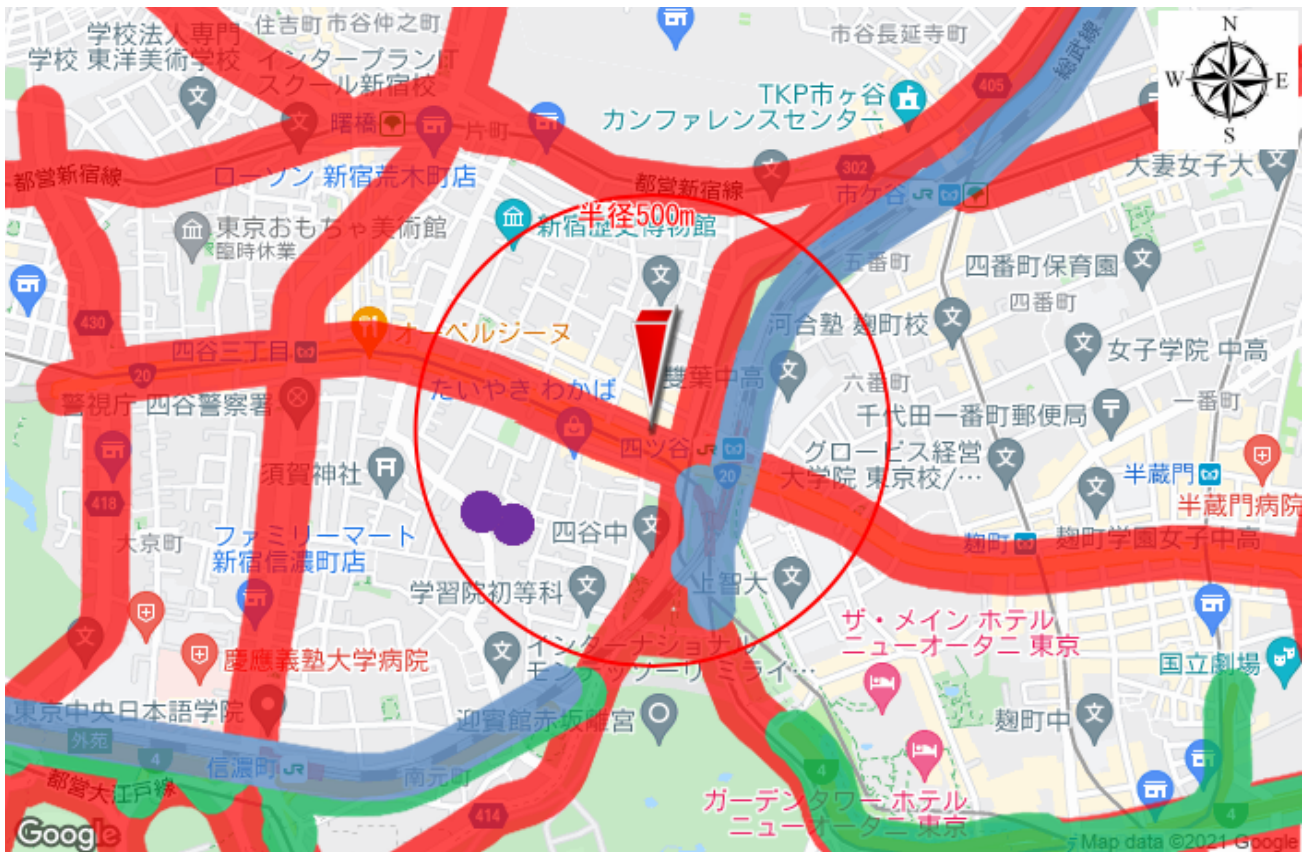 住吉町
市谷仲之町
市谷長延寺町
N
W
E
S
学校法人専門
学校 東洋美術学校
インタープラン町
スクール新宿校
総武線
405
TKP市ヶ谷
カンファレンスセンター
曙橋
片町
302
都営新宿線
ローソン 新宿荒木町店
都営新宿線
市ケ谷
JR
大妻女子大
半径500m
東京おもちゃ美術館
臨時休業
新宿歴史博物館
五番町
四番町保育園
四番町
430
オーベルジーヌ
河合塾 麹町校
四谷三丁目
20
雙葉中高
女子学院 中高
六番町
たいやき わかば
警視庁 四谷警察署
千代田一番町郵便局
一番町
四ツ谷
JR
20
グロービス経営
大学院 東京校/…
須賀神社
半蔵門
半蔵門病院
418
大京町
ファミリーマート
新宿信濃町店
四谷中
麹町
麹町学園女子中高
学習院初等科
上智大
ザ・メイン ホテル
ニューオータニ 東京
インターナショナル
モンテッソーリ ミライ…
慶應義塾大学病院
国立劇場
東京中央日本語学院
迎賓館赤坂離宮
麹町中
外苑
4
信濃町
JR
南元町
都営大江戸線
4
414
ガーデンタワー ホテル
ニューオータニ 東京
4
Google
Map data ©2021 Google